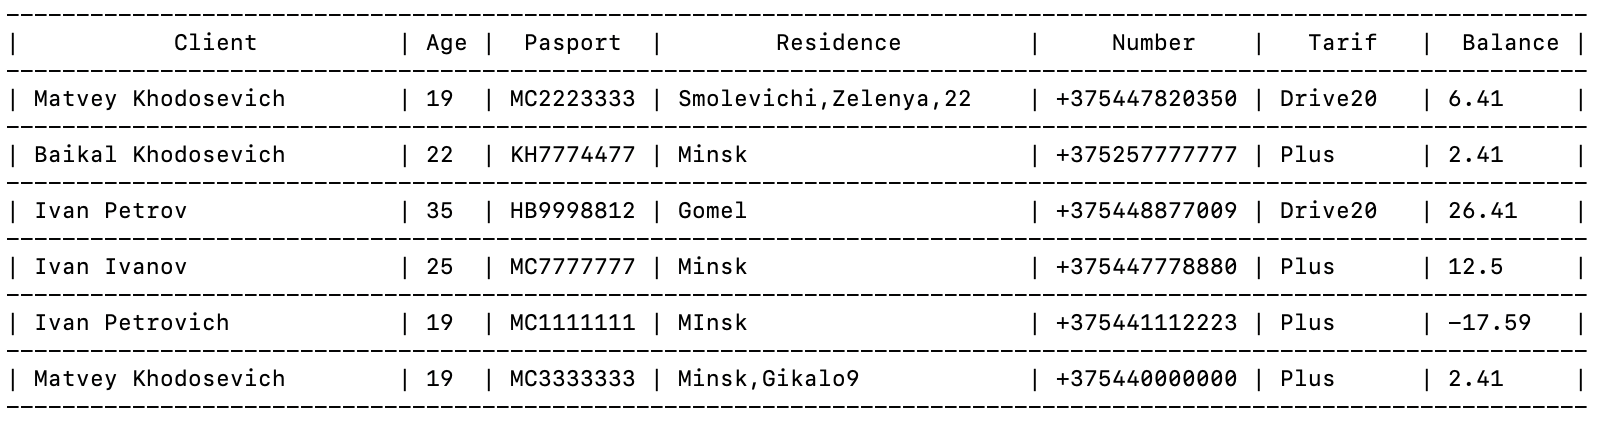 | Client | Age | Pasport | Residence | Number | Tarif | Balance |
| Matvey Khodosevich | 19 | MC2223333 | Smolevichi,Zelenya,22 | +375447820350 | Drive20 | 6.41 |
| Baikal Khodosevich | 22 | KH7774477 | Minsk | +375257777777 | Plus | 2.41 |
| Ivan Petrov | 35 | HB9998812 | Gomel | +375448877009 | Drive20 | 26.41 |
| Ivan Ivanov | 25 | MC7777777 | Minsk | +375447778880 | Plus | 12.5 |
| Ivan Petrovich | 19 | MC1111111 | MInsk | +375441112223 | Plus | -17.59 |
| Matvey Khodosevich | 19 | MC3333333 | Minsk,Gikalo9 | +375440000000 | Plus | 2.41 |